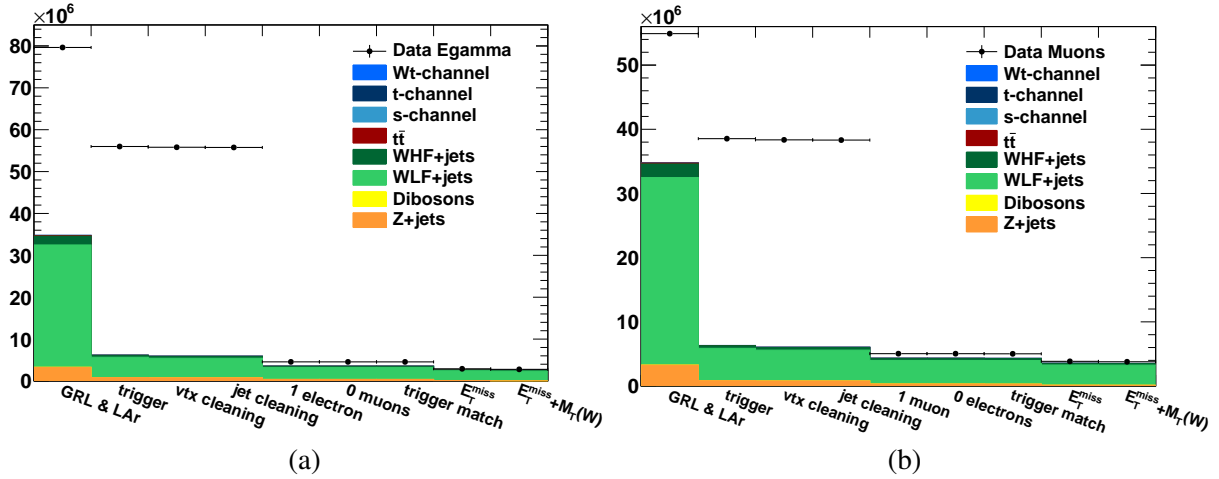 ×10⁶
80
70
60
50
40
30
20
10
0
Data Egamma
Wt-channel
t-channel
s-channel
tt̄
WHF+jets
WLF+jets
Dibosons
Z+jets
GRL & LAr
trigger
vtx cleaning
jet cleaning
1 electron
0 muons
trigger match
E_T^miss
E_T^miss+M_T(W)
(a)
×10⁶
50
40
30
20
10
0
Data Muons
Wt-channel
t-channel
s-channel
tt̄
WHF+jets
WLF+jets
Dibosons
Z+jets
GRL & LAr
trigger
vtx cleaning
jet cleaning
1 muon
0 electrons
trigger match
E_T^miss
E_T^miss+M_T(W)
(b)